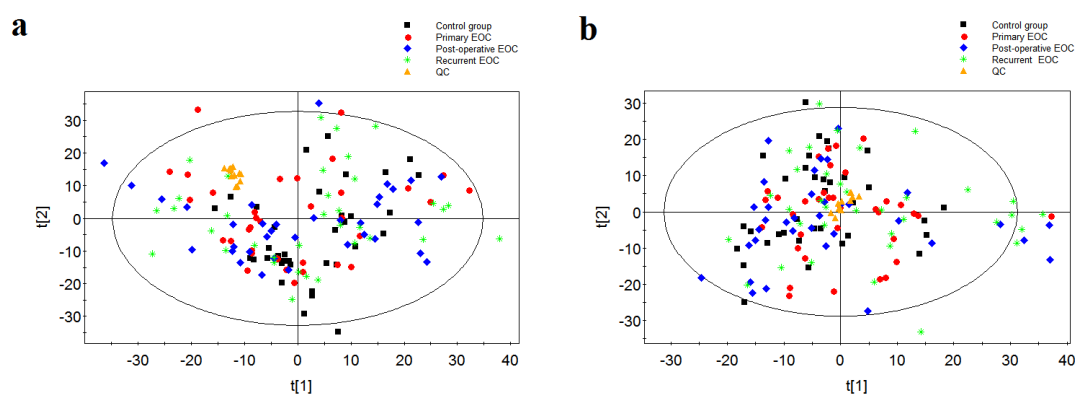 a
Control group
Primary EOC
Post-operative EOC
Recurrent EOC
QC
30
20
10
0
-10
-20
-30
t[2]
-30 -20 -10 0 10 20 30 40
t[1]
b
Control group
Primary EOC
Post-operative EOC
Recurrent EOC
QC
30
20
10
0
-10
-20
-30
t[2]
-30 -20 -10 0 10 20 30 40
t[1]